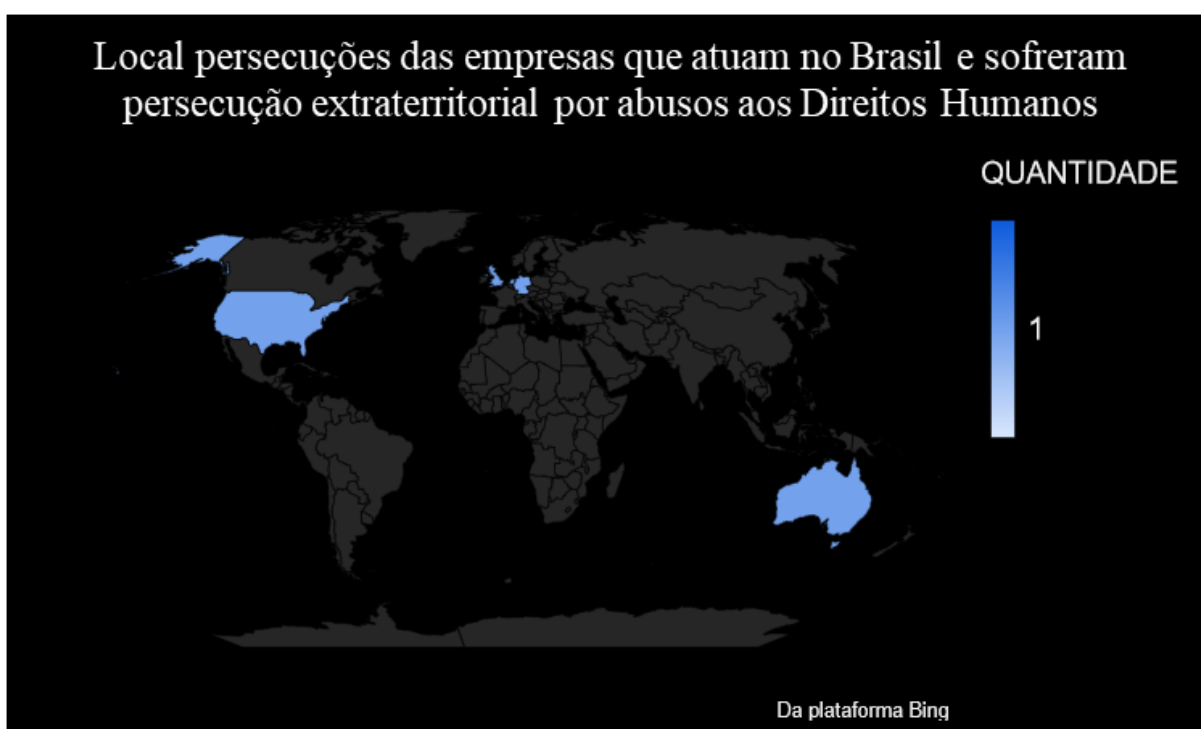 Local persecuções das empresas que atuam no Brasil e sofreram
persecução extraterritorial por abusos aos Direitos Humanos
QUANTIDADE
1
Da plataforma Bing